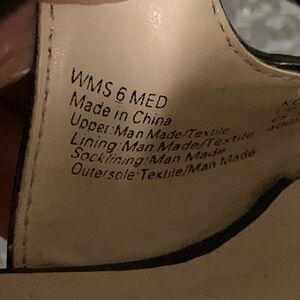 WMS 6 MED
Made in China
Upper:Man Made/Textile
Lining:Man Made/Textile
Socklining:Man Made
Outersole:Textile/Man Made